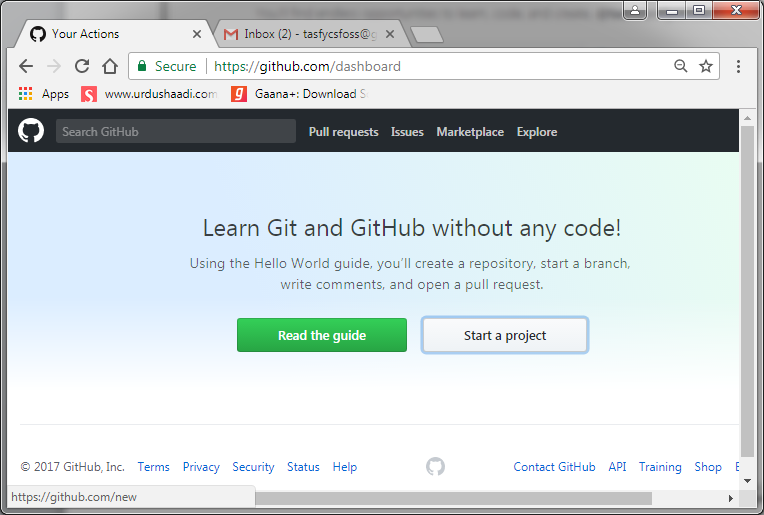 Your Actions
Inbox (2) - tasfycsfoss@g
Secure
https://github.com/dashboard
Apps
www.urdushaadi.com
Gaana+: Download S
Search GitHub
Pull requests Issues Marketplace Explore
Learn Git and GitHub without any code!
Using the Hello World guide, you’ll create a repository, start a branch,
write comments, and open a pull request.
Read the guide
Start a project
© 2017 GitHub, Inc. Terms Privacy Security Status Help
Contact GitHub API Training Shop
https://github.com/new